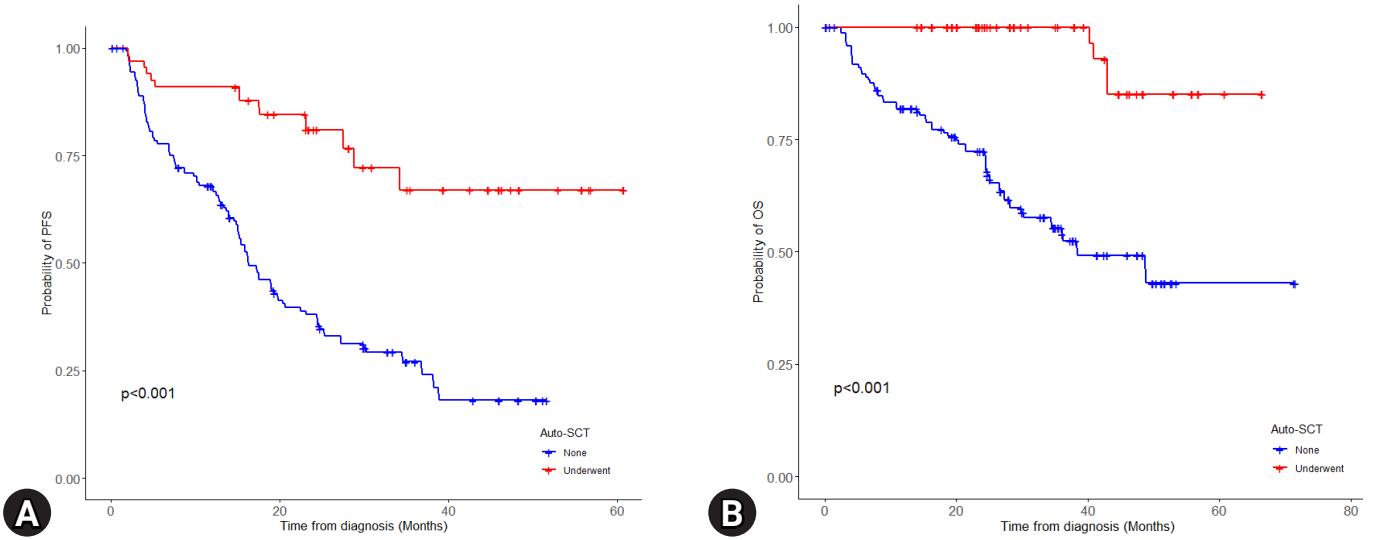 1.00
0.75
0.50
0.25
0.00
Probability of PFS
p<0.001
Auto-SCT
None
Underwent
0
20
40
60
Time from diagnosis (Months)
A
1.00
0.75
0.50
0.25
0.00
Probability of OS
p<0.001
Auto-SCT
None
Underwent
0
20
40
60
80
Time from diagnosis (Months)
B